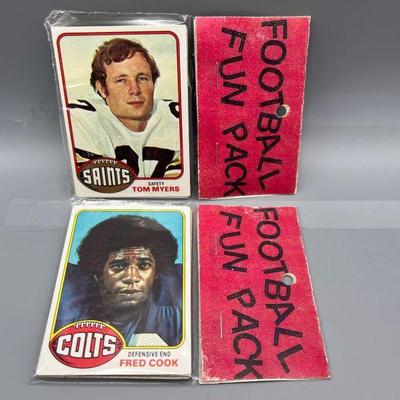 SAINTS
SAFETY
TOM MYERS
FOOTBALL
FUN PACK
COLTS
DEFENSIVE END
FRED COOK
FOOTBALL
FUN PACK